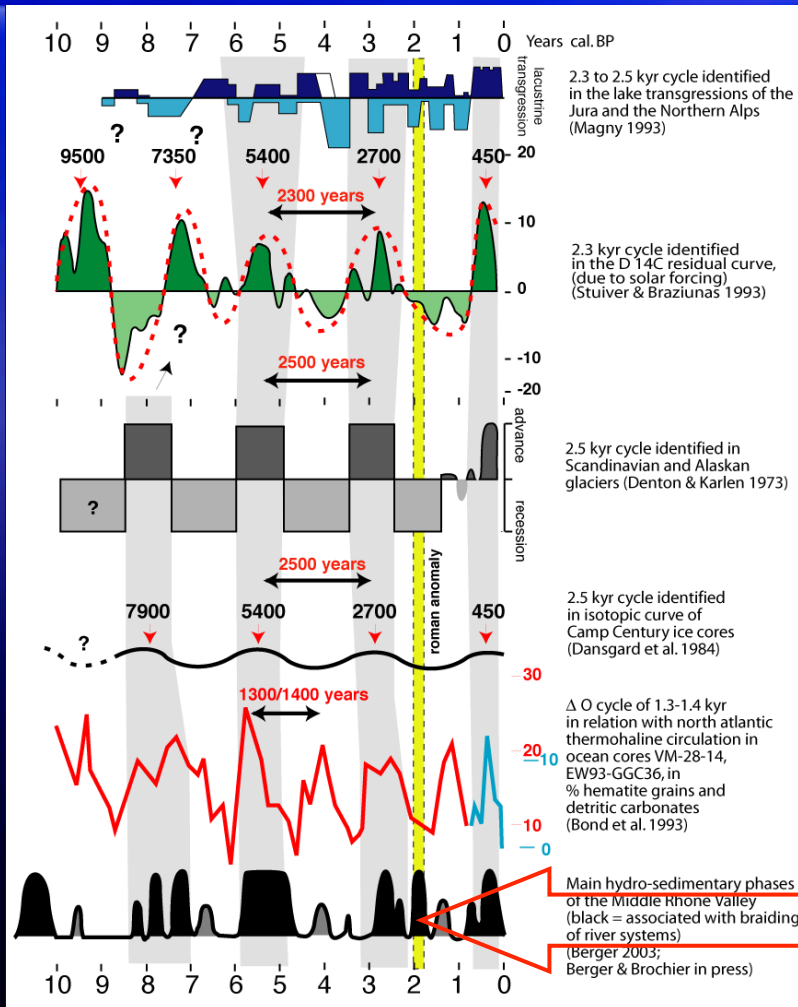 10 9 8 7 6 5 4 3 2 1 0 Years cal. BP
lacustrine
transgression
2.3 to 2.5 kyr cycle identified
in the lake transgressions of the
Jura and the Northern Alps
(Magny 1993)
? ?
20
9500 7350 5400 2700 450
2300 years
10
2.3 kyr cycle identified
in the D 14C residual curve,
(due to solar forcing)
(Stuiver & Braziunas 1993)
0
?
-10
2500 years
-20
advance
recession
2.5 kyr cycle identified in
Scandinavian and Alaskan
glaciers (Denton & Karlen 1973)
?
2500 years
roman anomaly
7900 5400 2700 450
2.5 kyr cycle identified
in isotopic curve of
Camp Century ice cores
(Dansgard et al. 1984)
?
30
1300/1400 years
Δ O cycle of 1.3-1.4 kyr
in relation with north atlantic
thermohaline circulation in
ocean cores VM-28-14,
EW93-GGC36, in
% hematite grains and
detritic carbonates
(Bond et al. 1993)
20
10
10
0
Main hydro-sedimentary phases
of the Middle Rhone Valley
(black = associated with braiding
of river systems)
(Berger 2003;
Berger & Brochier in press)
10 9 8 7 6 5 4 3 2 1 0